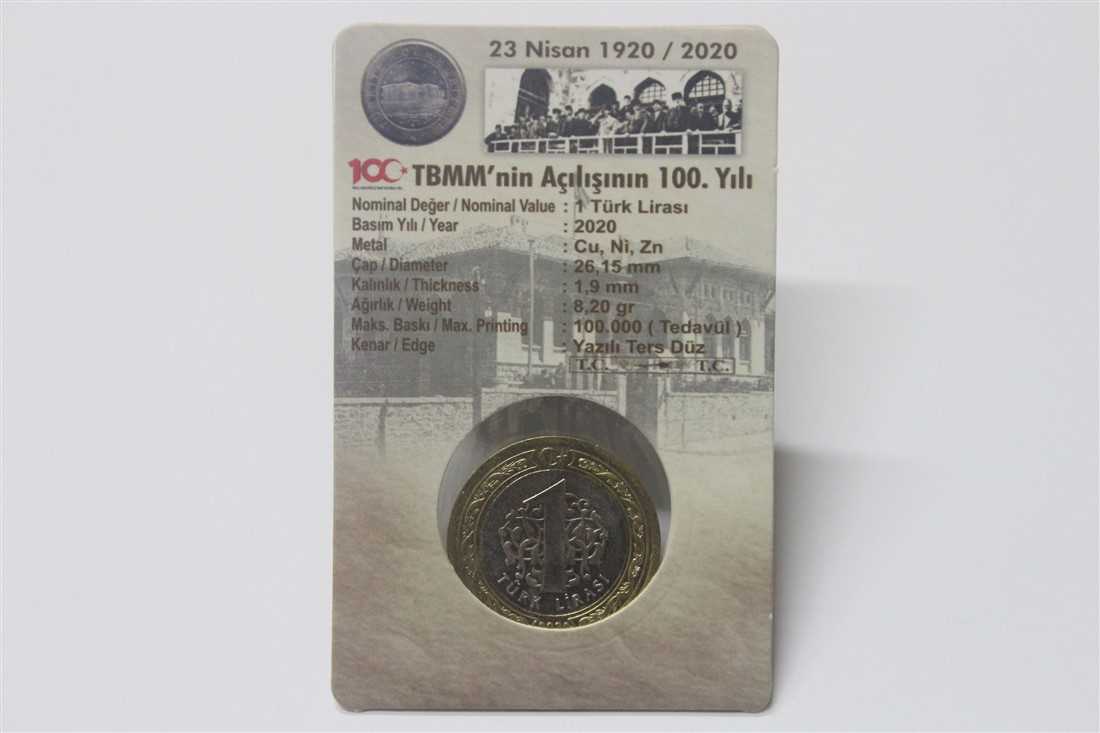 23 Nisan 1920 / 2020
100 TBMM'nin Açılışının 100. Yılı
Nominal Değer / Nominal Value : 1 Türk Lirası
Basım Yılı / Year : 2020
Metal : Cu, Ni, Zn
Çap / Diameter : 26,15 mm
Kalınlık / Thickness : 1,9 mm
Ağırlık / Weight : 8,20 gr
Maks. Baskı / Max. Printing : 100.000 ( Tedavül )
Kenar / Edge : Yazılı Ters Düz
T.C. T.C.
1
TÜRK LİRASI